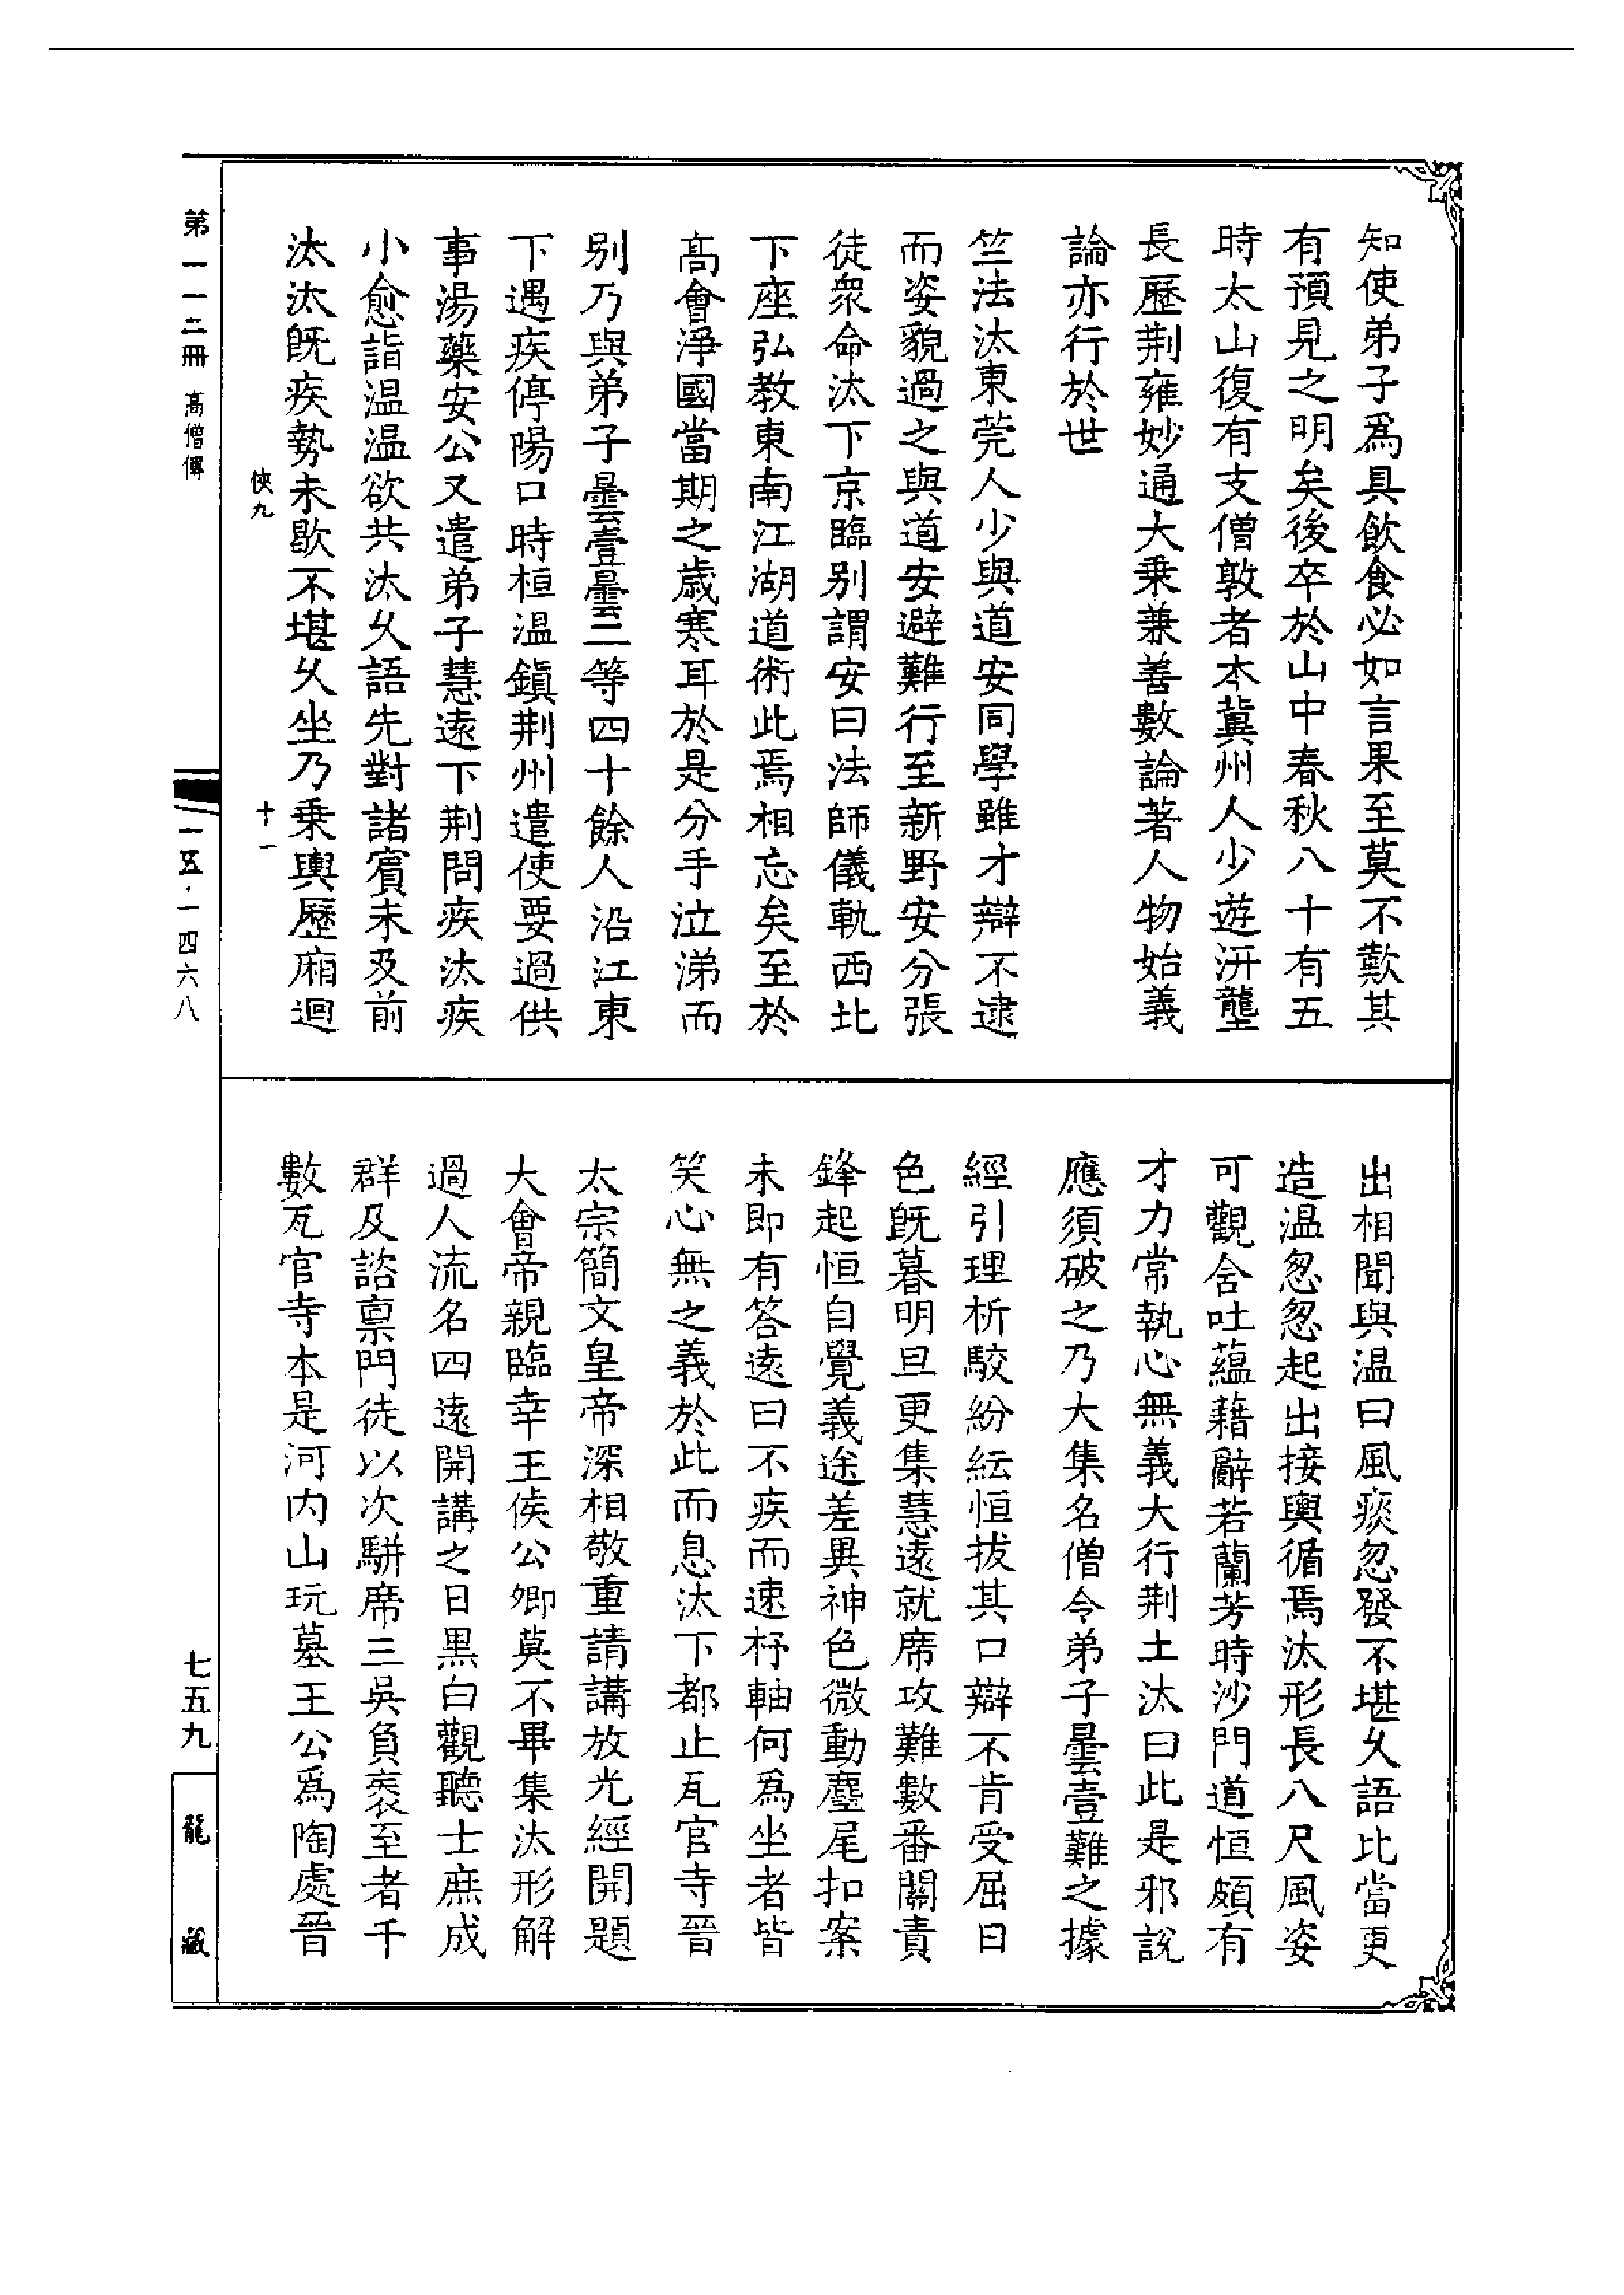 知使弟子爲具飲食必如言果至莫不歎其
有預見之明矣後卒於山中春秋八十有五
時太山復有支僧敦者本冀州人少遊汧壟
長歷荆雍妙通大乗兼善數論著人物始義
論亦行於世
竺法汰東莞人少與道安同學雖才辯不逮
而姿貌過之與道安避難行至新野安分張
徒衆命汰下京臨别謂安曰法師儀軌西北
下座弘教東南江湖道術此焉相忘矣至於
髙會淨國當期之歳寒耳於是分手泣涕而
别乃與弟子曇壹曇二等四十餘人沿江東
下遇疾停陽口時桓温鎭荆州遣使要過供
事湯藥安公又遣弟子慧遠下荆問疾汰疾
小愈詣温温欲共汰乆語先對諸賓未及前
汰汰旣疾勢未歇不堪乆坐乃乗輿歷廂迴
出相聞與温曰風痰忽發不堪乆語比當更
造温怱怱起出接輿循焉汰形長八尺風姿
可觀含吐蘊藉辭若蘭芳時沙門道恒頗有
才力常執心無義大行荆土汰曰此是邪說
應須破之乃大集名僧令弟子曇壹難之據
經引理析駮紛紜恒拔其口辯不肯受屈日
色旣暮明旦更集慧遠就席攻難數番關責
鋒起恒自覺義途差異神色微動麈尾扣案
未即有答遠曰不疾而速杼軸何爲坐者皆
笑心無之義於此而息汰下都止瓦官寺晉
太宗簡文皇帝深相敬重請講放光經開題
大會帝親臨幸王侯公卿莫不畢集汰形解
過人流名四遠開講之日黒白觀聽士庶成
群及諮禀門徒以次駢席三吳負袠至者千
數瓦官寺本是河内山玩墓王公爲陶處晉
俠九
十一
第一一三冊 高僧傳
一五·一四六八
七五九
龍藏